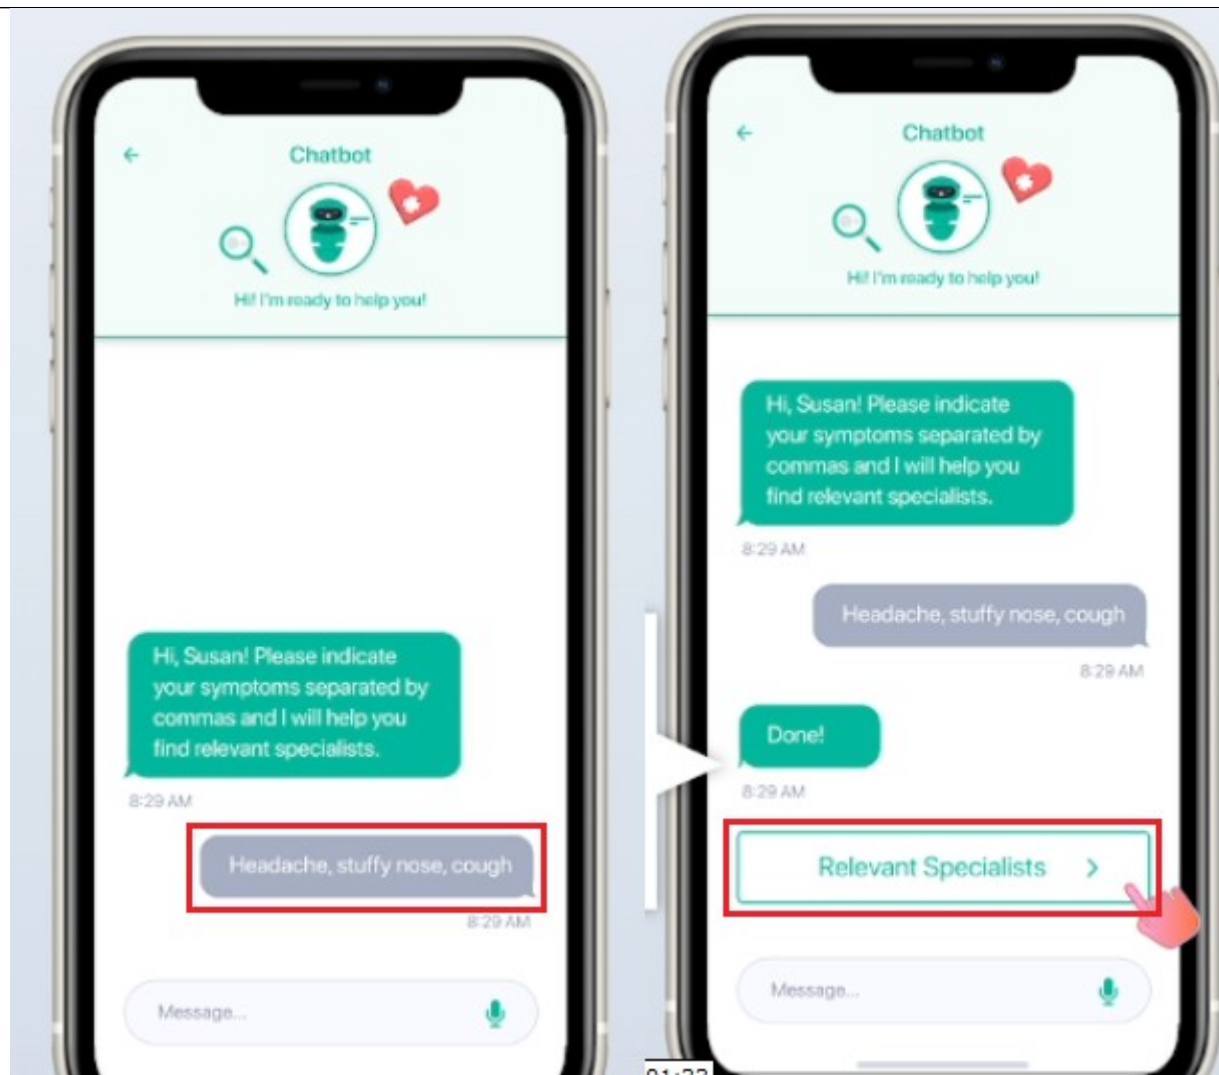 Chatbot
Hi! I'm ready to help you!
Hi, Susan! Please indicate
your symptoms separated by
commas and I will help you
find relevant specialists.
8:29 AM
Headache, stuffy nose, cough
8:29 AM
Message...
Chatbot
Hi! I'm ready to help you!
Hi, Susan! Please indicate
your symptoms separated by
commas and I will help you
find relevant specialists.
8:29 AM
Headache, stuffy nose, cough
8:29 AM
Done!
8:29 AM
Relevant Specialists >
Message...